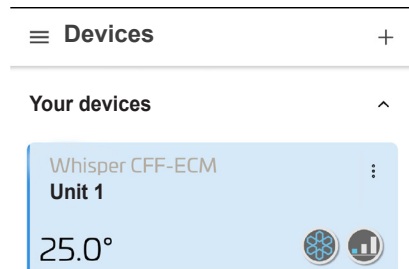 Devices
Your devices
Whisper CFF-ECM
Unit 1
25.0°